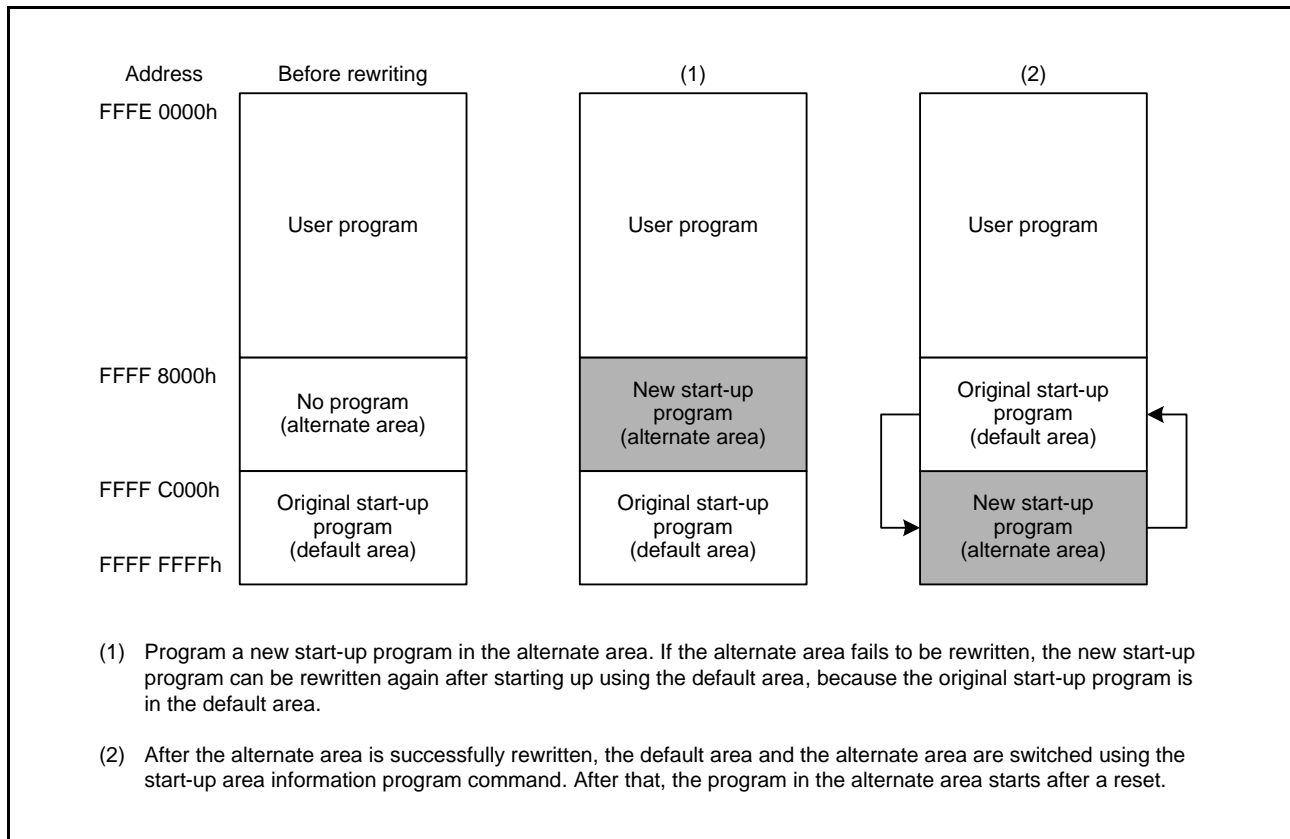 Address
Before rewriting
(1)
(2)
FFFE 0000h
User program
User program
User program
FFFF 8000h
No program
(alternate area)
New start-up
program
(alternate area)
Original start-up
program
(default area)
FFFF C000h
Original start-up
program
(default area)
Original start-up
program
(default area)
New start-up
program
(alternate area)
FFFF FFFFh
(1) Program a new start-up program in the alternate area. If the alternate area fails to be rewritten, the new start-up
program can be rewritten again after starting up using the default area, because the original start-up program is
in the default area.
(2) After the alternate area is successfully rewritten, the default area and the alternate area are switched using the
start-up area information program command. After that, the program in the alternate area starts after a reset.